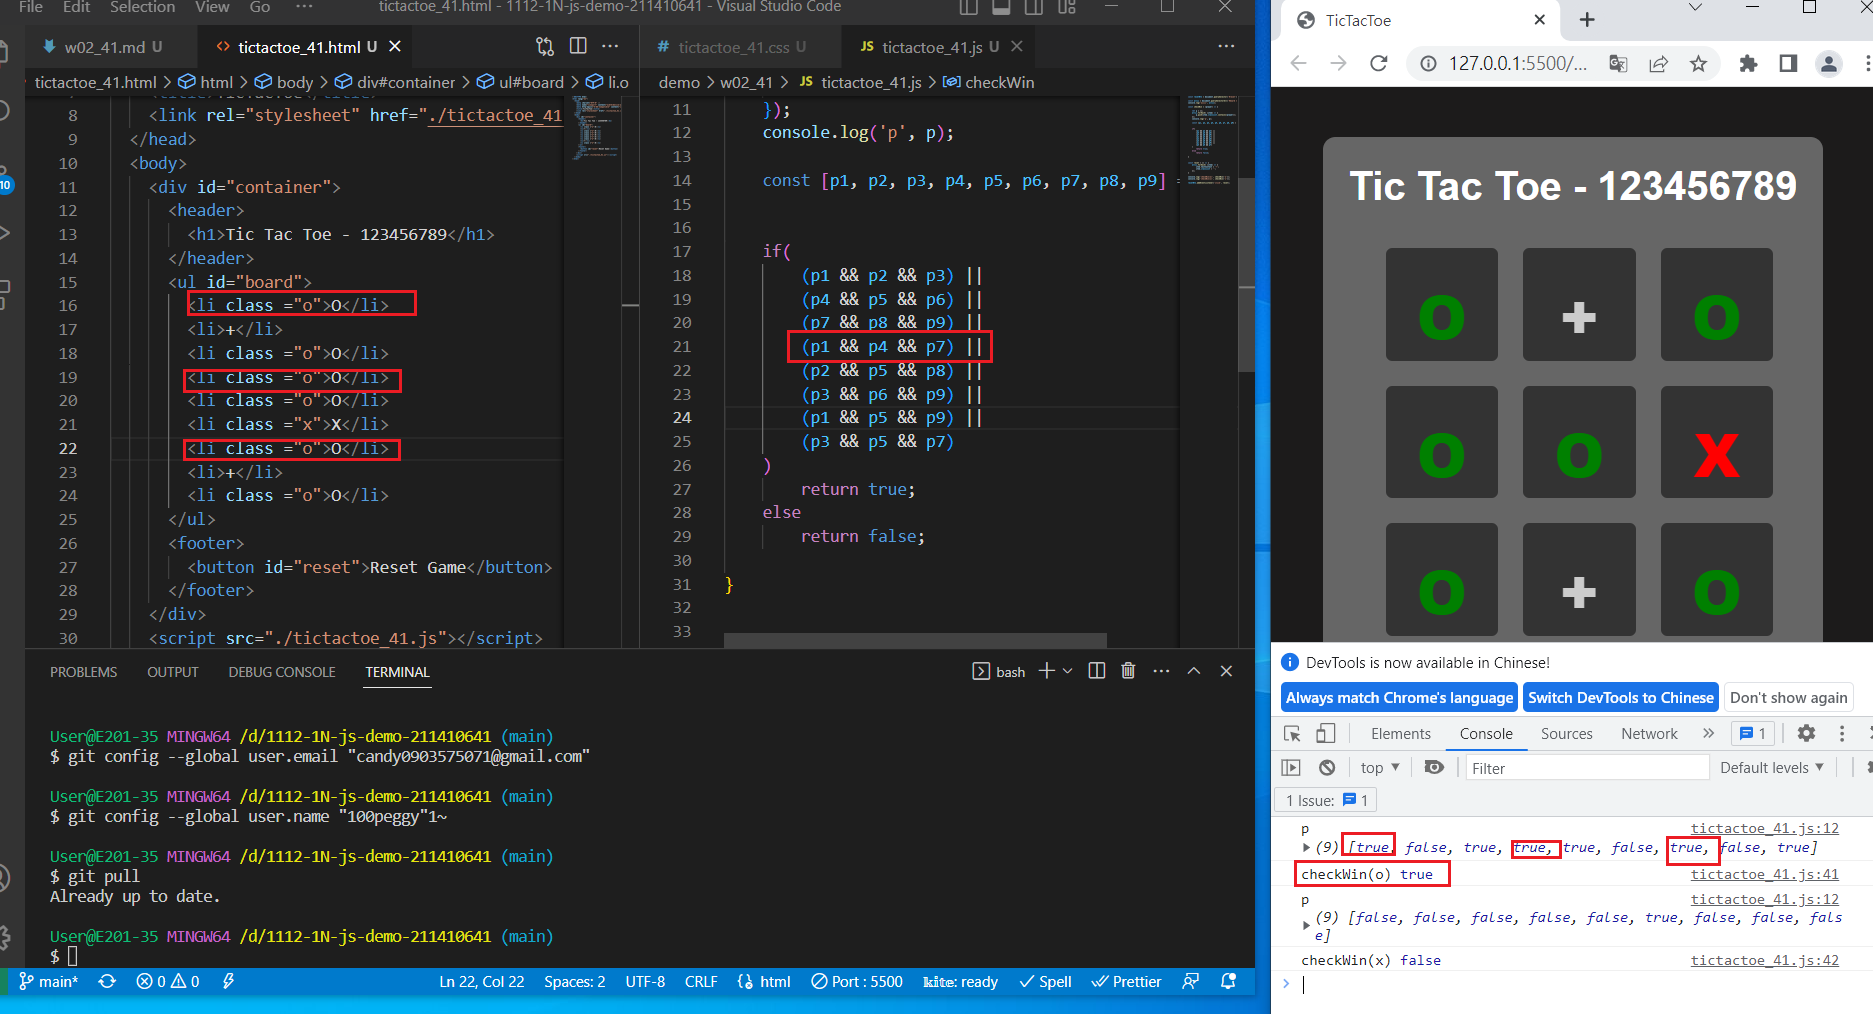 File Edit Selection View Go ··· tictactoe_41.html - 1112-1N-js-demo-211410641 - Visual Studio Code
w02_41.md U
<> tictactoe_41.html U
# tictactoe_41.css U
JS tictactoe_41.js U
tictactoe_41.html > html > body > div#container > ul#board > li.o
demo > w02_41 > JS tictactoe_41.js > checkWin
8 <link rel="stylesheet" href="./tictactoe_41
9 </head>
10 <body>
11 <div id="container">
12 <header>
13 <h1>Tic Tac Toe - 123456789</h1>
14 </header>
15 <ul id="board">
16 <li class ="o">O</li>
17 <li>+</li>
18 <li class ="o">O</li>
19 <li class ="o">O</li>
20 <li class ="o">O</li>
21 <li class ="x">X</li>
22 <li class ="o">O</li>
23 <li>+</li>
24 <li class ="o">O</li>
25 </ul>
26 <footer>
27 <button id="reset">Reset Game</button>
28 </footer>
29 </div>
30 <script src="./tictactoe_41.js"></script>
11 });
12 console.log('p', p);
13
14 const [p1, p2, p3, p4, p5, p6, p7, p8, p9] =
15
16
17 if(
18 (p1 && p2 && p3) ||
19 (p4 && p5 && p6) ||
20 (p7 && p8 && p9) ||
21 (p1 && p4 && p7) ||
22 (p2 && p5 && p8) ||
23 (p3 && p6 && p9) ||
24 (p1 && p5 && p9) ||
25 (p3 && p5 && p7)
26 )
27 return true;
28 else
29 return false;
30
31 }
32
33
PROBLEMS OUTPUT DEBUG CONSOLE TERMINAL
bash
User@E201-35 MINGW64 /d/1112-1N-js-demo-211410641 (main)
$ git config --global user.email "candy0903575071@gmail.com"
User@E201-35 MINGW64 /d/1112-1N-js-demo-211410641 (main)
$ git config --global user.name "100peggy"1~
User@E201-35 MINGW64 /d/1112-1N-js-demo-211410641 (main)
$ git pull
Already up to date.
User@E201-35 MINGW64 /d/1112-1N-js-demo-211410641 (main)
$
10
main* 0 0 Ln 22, Col 22 Spaces: 2 UTF-8 CRLF html Port : 5500 kite: ready Spell Prettier
TicTacToe
127.0.0.1:5500/...
Tic Tac Toe - 123456789
O + O
O O X
O + O
DevTools is now available in Chinese!
Always match Chrome's language Switch DevTools to Chinese Don't show again
Elements Console Sources Network » 1
top ▼ Filter Default levels ▼
1 Issue: 1
p tictactoe_41.js:12
(9) [true, false, true, true, true, false, true, false, true]
checkWin(o) true tictactoe_41.js:41
p tictactoe_41.js:12
(9) [false, false, false, false, false, true, false, false, fals
e]
checkWin(x) false tictactoe_41.js:42
>